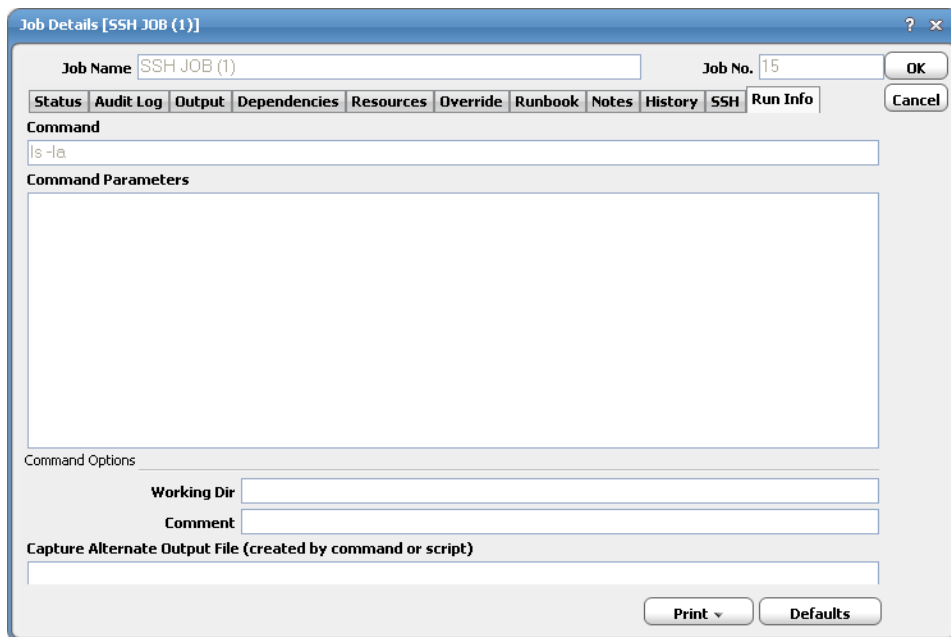 Job Details [SSH JOB (1)] ? x
Job Name SSH JOB (1) Job No. 15 OK
Status Audit Log Output Dependencies Resources Override Runbook Notes History SSH Run Info Cancel
Command
ls -la
Command Parameters
Command Options
Working Dir
Comment
Capture Alternate Output File (created by command or script)
Print Defaults